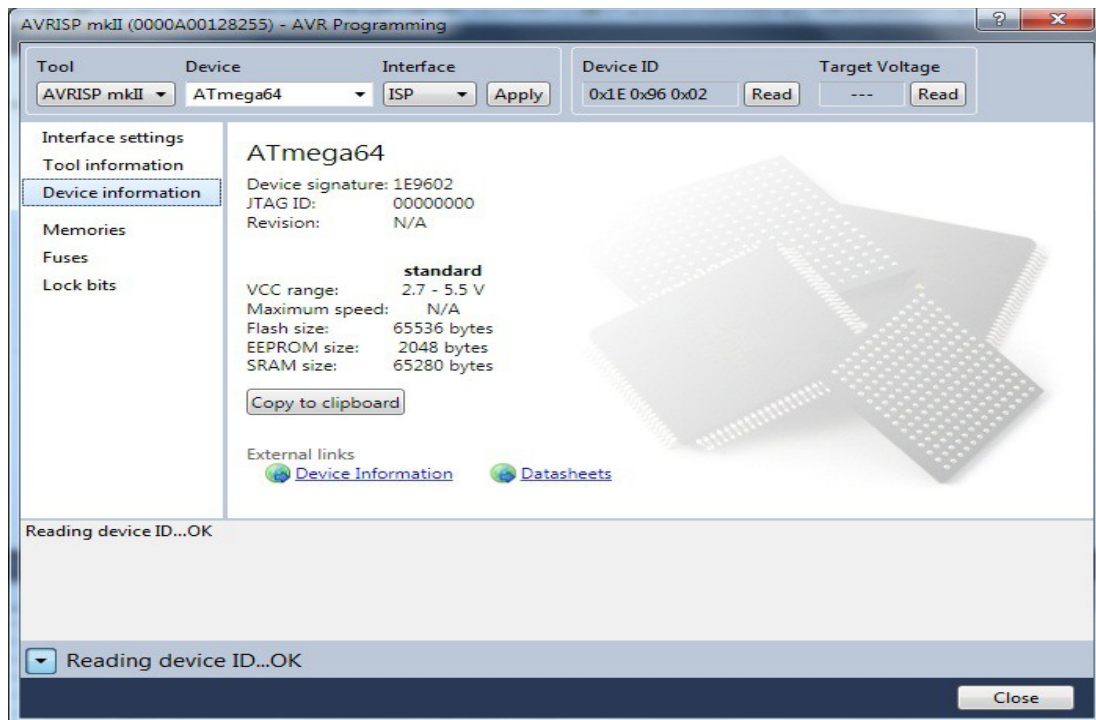 AVRISP mkII (0000A00128255) - AVR Programming
?
Tool Device Interface Device ID Target Voltage
AVRISP mkII ATmega64 ISP Apply 0x1E 0x96 0x02 Read --- Read
Interface settings
Tool information
Device information
Memories
Fuses
Lock bits
ATmega64
Device signature: 1E9602
JTAG ID: 00000000
Revision: N/A
standard
VCC range: 2.7 - 5.5 V
Maximum speed: N/A
Flash size: 65536 bytes
EEPROM size: 2048 bytes
SRAM size: 65280 bytes
Copy to clipboard
External links
Device Information Datasheets
Reading device ID...OK
Reading device ID...OK
Close